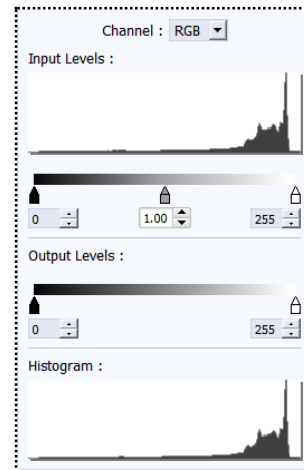 Channel : RGB
Input Levels :
0 1.00 255
Output Levels :
0 255
Histogram :